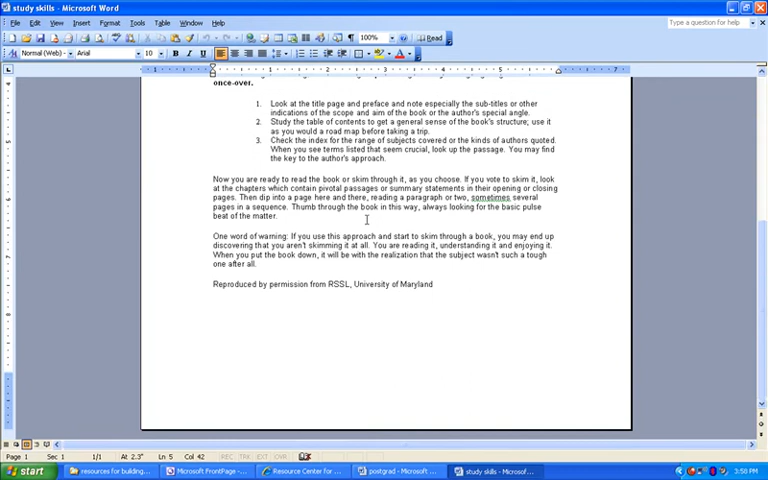 study skills - Microsoft Word
File Edit View Insert Format Tools Table Window Help
Type a question for help
100%
Read
Normal (Web) Arial 10 B I U
1 1 2 3 4 5 6 7
once-over.
1. Look at the title page and preface and note especially the sub-titles or other
indications of the scope and aim of the book or the author's special angle.
2. Study the table of contents to get a general sense of the book's structure; use it
as you would a road map before taking a trip.
3. Check the index for the range of subjects covered or the kinds of authors quoted.
When you see terms listed that seem crucial, look up the passage. You may find
the key to the author's approach.
Now you are ready to read the book or skim through it, as you choose. If you vote to skim it, look
at the chapters which contain pivotal passages or summary statements in their opening or closing
pages. Then dip into a page here and there, reading a paragraph or two, sometimes several
pages in a sequence. Thumb through the book in this way, always looking for the basic pulse
beat of the matter.
One word of warning: If you use this approach and start to skim through a book, you may end up
discovering that you aren't skimming it at all. You are reading it, understanding it and enjoying it.
When you put the book down, it will be with the realization that the subject wasn't such a tough
one after all.
Reproduced by permission from RSSL, University of Maryland
Page 1 Sec 1 1/1 At 2.3" Ln 5 Col 42 REC TRK EXT OVR
start resources for building... Microsoft FrontPage -... Resource Center for ... postgrad - Microsoft ... study skills - Microsof... 3:58 PM